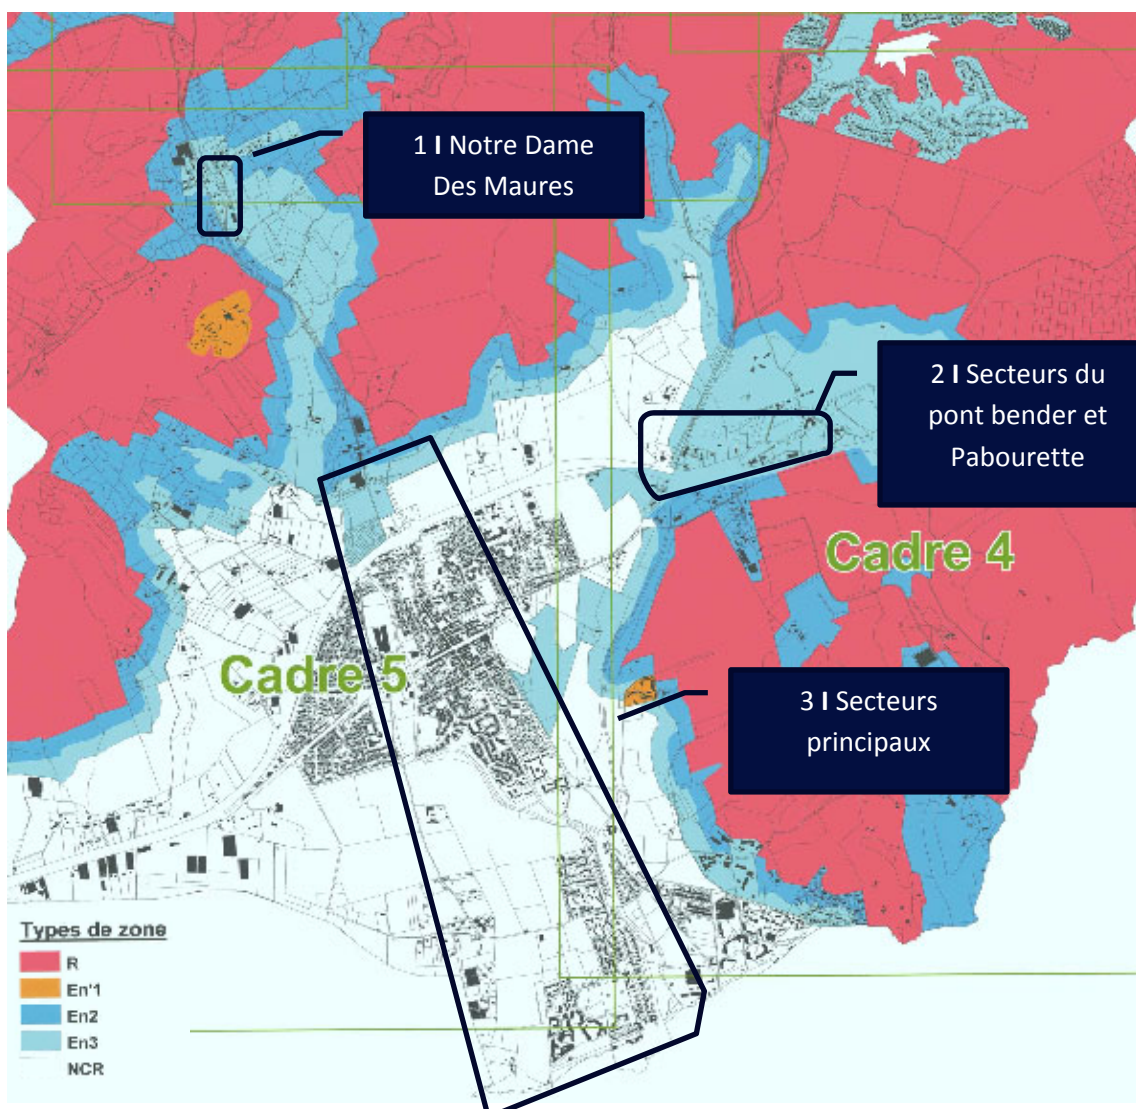 1 I Notre Dame
Des Maures
2 I Secteurs du
pont bender et
Pabourette
Cadre 4
Cadre 5
3 I Secteurs
principaux
Types de zone
R
En'1
En2
En3
NCR